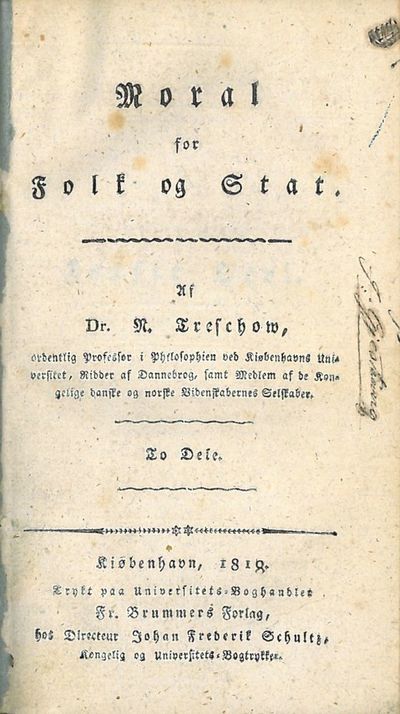 Moral
for
Folk og Stat.
Af
Dr. N. Treschow,
ordentlig Professor i Philosophien ved Kiøbenhavns Uni-
versitet, Ridder af Dannebrog, samt Medlem af de Kon-
gelige danske og norske Videnskabernes Selskaber.
To Dele.
Kiøbenhavn, 1810.
Trykt paa Universitets-Boghandler
Fr. Brummers Forlag,
hos Directeur Johan Frederik Schultz,
Kongelig og Universitets-Bogtrykker.